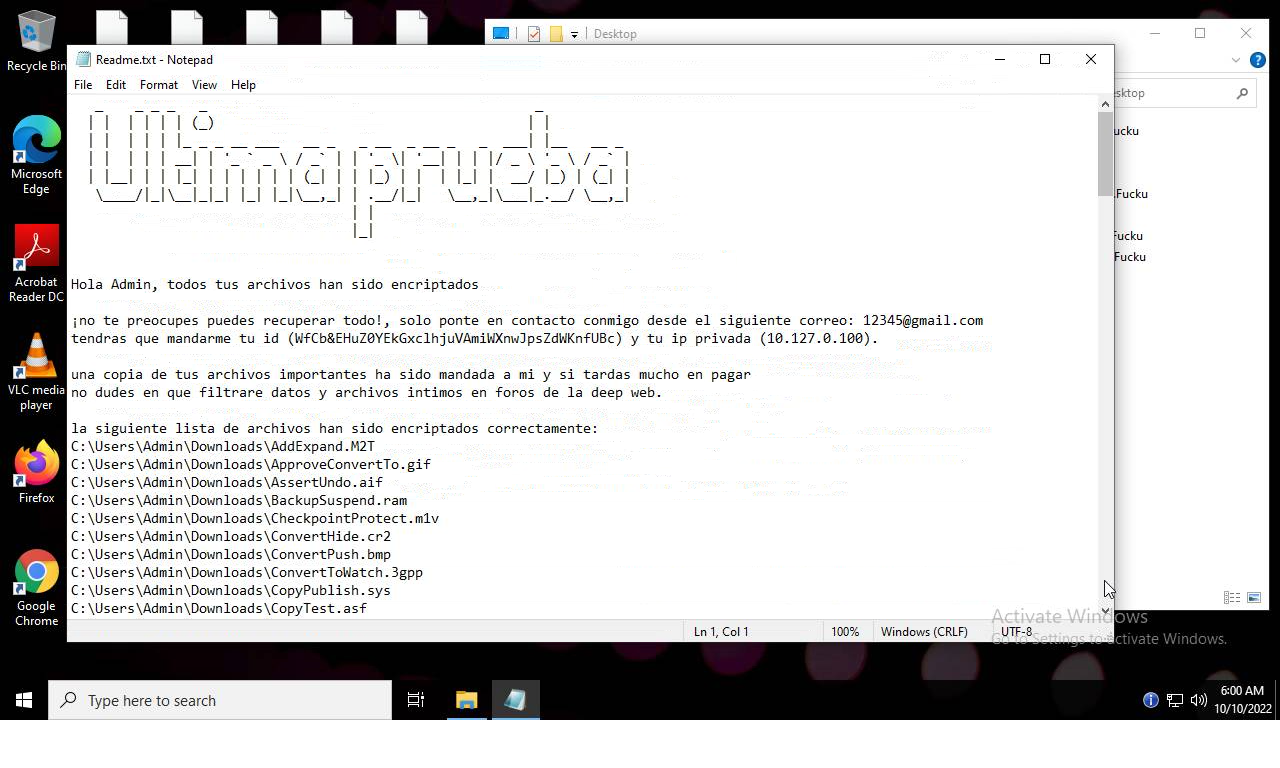 Recycle Bin
Microsoft
Edge
Acrobat
Reader DC
VLC media
player
Firefox
Google
Chrome
Desktop
sktop
ucku
.Fucku
Fucku
Fucku
Readme.txt - Notepad
File Edit Format View Help
Ultima prueba
Hola Admin, todos tus archivos han sido encriptados
¡no te preocupes puedes recuperar todo!, solo ponte en contacto conmigo desde el siguiente correo: 12345@gmail.com
tendras que mandarme tu id (WfCb&EHuZ0YEkGxclhjuVAmiWXnwJpsZdWKnfUBc) y tu ip privada (10.127.0.100).
una copia de tus archivos importantes ha sido mandada a mi y si tardas mucho en pagar
no dudes en que filtrare datos y archivos intimos en foros de la deep web.
la siguiente lista de archivos han sido encriptados correctamente:
C:\Users\Admin\Downloads\AddExpand.M2T
C:\Users\Admin\Downloads\ApproveConvertTo.gif
C:\Users\Admin\Downloads\AssertUndo.aif
C:\Users\Admin\Downloads\BackupSuspend.ram
C:\Users\Admin\Downloads\CheckpointProtect.m1v
C:\Users\Admin\Downloads\ConvertHide.cr2
C:\Users\Admin\Downloads\ConvertPush.bmp
C:\Users\Admin\Downloads\ConvertToWatch.3gpp
C:\Users\Admin\Downloads\CopyPublish.sys
C:\Users\Admin\Downloads\CopyTest.asf
Ln 1, Col 1 100% Windows (CRLF) UTF-8
Activate Windows
Go to Settings to activate Windows.
Type here to search
6:00 AM
10/10/2022